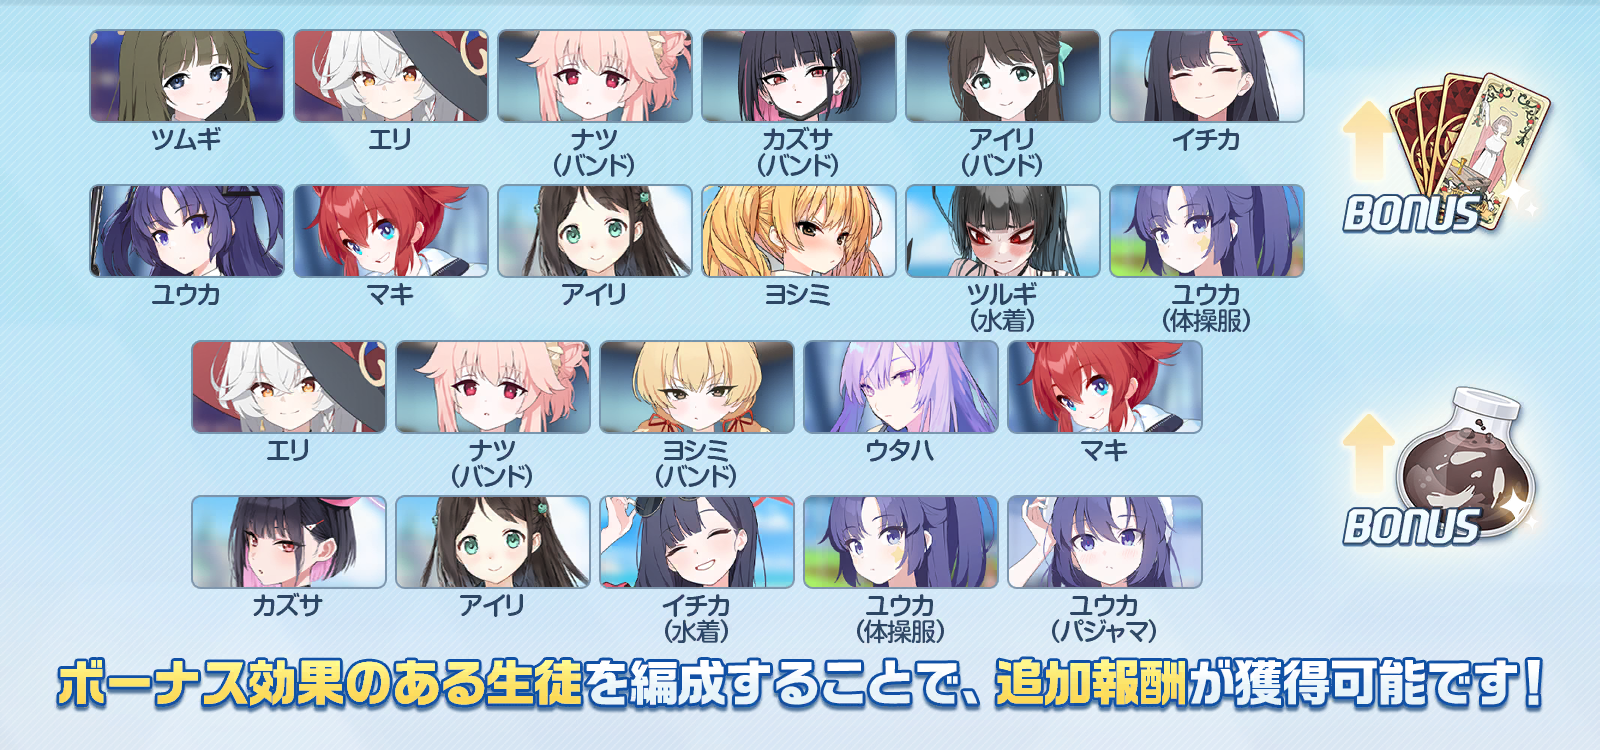 ツムギ
エリ
ナツ
(バンド)
カズサ
(バンド)
アイリ
(バンド)
イチカ
ユウカ
マキ
アイリ
ヨシミ
ツルギ
(水着)
ユウカ
(体操服)
BONUS
エリ
ナツ
(バンド)
ヨシミ
(バンド)
ウタハ
マキ
カズサ
アイリ
イチカ
(水着)
ユウカ
(体操服)
ユウカ
(パジャマ)
BONUS
ボーナス効果のある生徒を編成することで、追加報酬が獲得可能です!